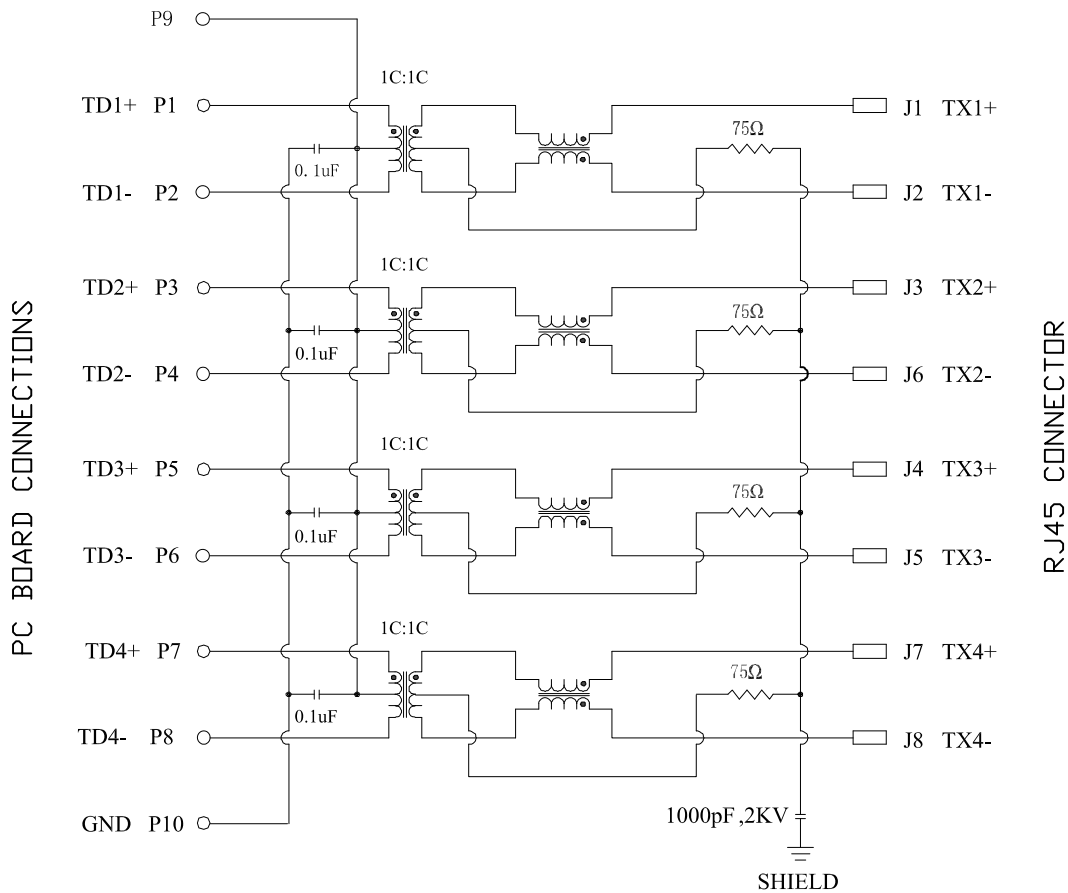 P9
1C:1C
TD1+ P1
J1 TX1+
75Ω
0.1uF
TD1- P2
J2 TX1-
1C:1C
TD2+ P3
J3 TX2+
75Ω
0.1uF
TD2- P4
J6 TX2-
PC BOARD CONNECTIONS
RJ45 CONNECTOR
1C:1C
TD3+ P5
J4 TX3+
75Ω
0.1uF
TD3- P6
J5 TX3-
1C:1C
TD4+ P7
J7 TX4+
75Ω
0.1uF
TD4- P8
J8 TX4-
GND P10
1000pF ,2KV
SHIELD